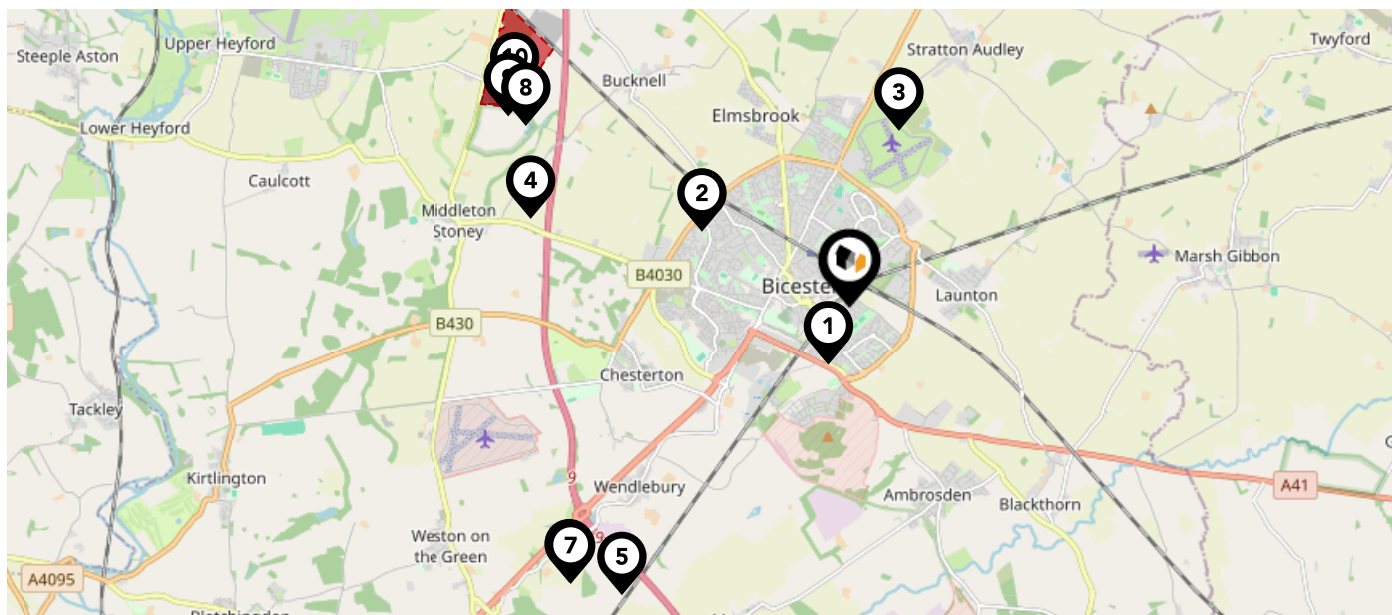 Steeple Aston
Upper Heyford
Bucknell
Stratton Audley
Twyford
10
8
3
Elmsbrook
Lower Heyford
Caulcott
4
2
Middleton
Stoney
B4030
Bicester
Launton
Marsh Gibbon
B430
1
Chesterton
Tackley
Kirtlington
9
Wendlebury
Ambrosden
Blackthorn
A41
Weston on
the Green
7
9
5
A4095